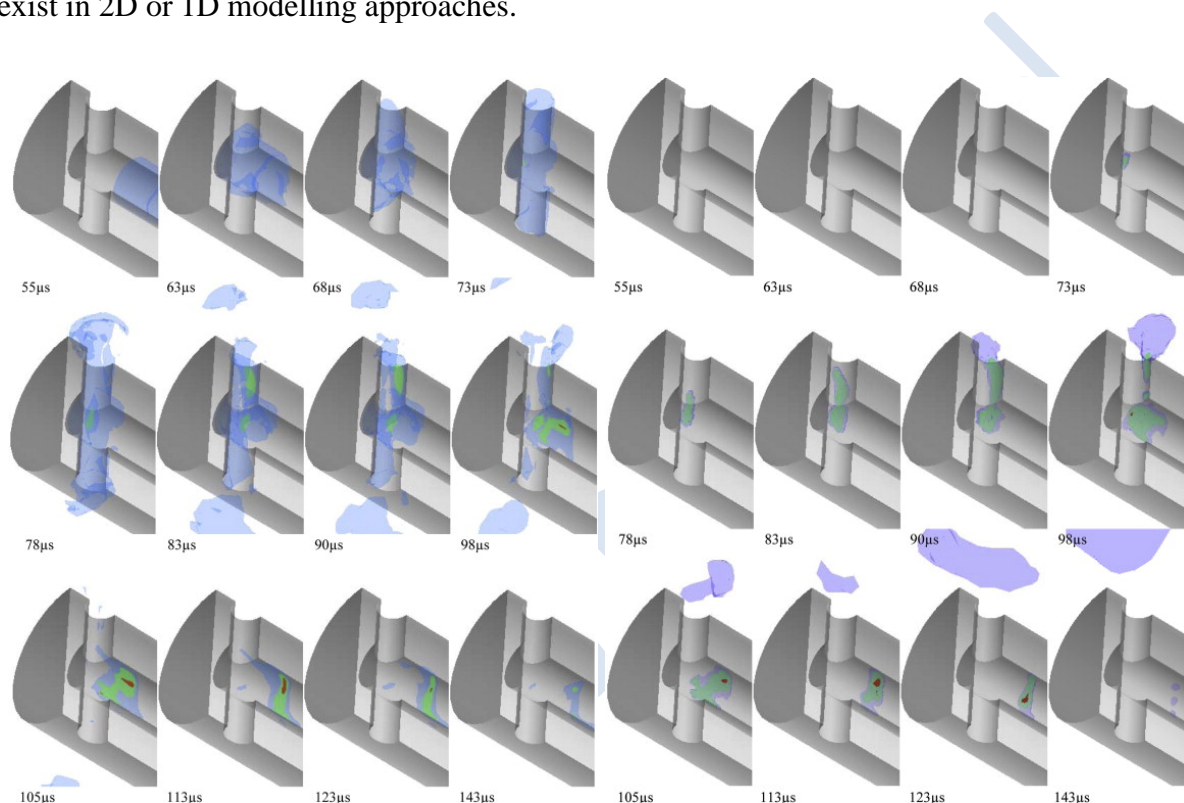 exist in 2D or 1D modelling approaches.
55µs 63µs 68µs 73µs 55µs 63µs 68µs 73µs
78µs 83µs 90µs 98µs 78µs 83µs 90µs 98µs
105µs 113µs 123µs 143µs 105µs 113µs 123µs 143µs